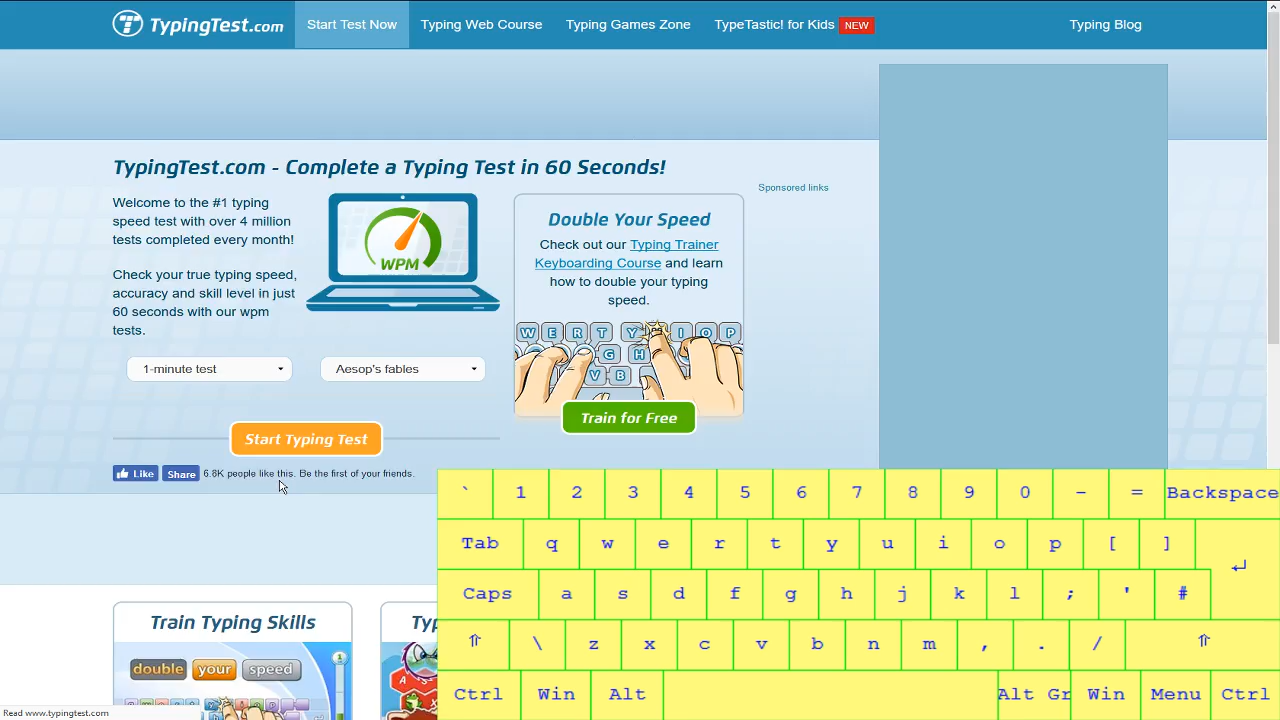 TypingTest.com
Start Test Now
Typing Web Course
Typing Games Zone
TypeTastic! for Kids NEW
Typing Blog
TypingTest.com - Complete a Typing Test in 60 Seconds!
Welcome to the #1 typing
speed test with over 4 million
tests completed every month!
Check your true typing speed,
accuracy and skill level in just
60 seconds with our wpm
tests.
WPM
Double Your Speed
Check out our Typing Trainer
Keyboarding Course and learn
how to double your typing
speed.
W E R T Y I O P
G H
V B
Train for Free
Sponsored links
1-minute test
Aesop's fables
Start Typing Test
Like
Share
6.8K people like this. Be the first of your friends.
` 1 2 3 4 5 6 7 8 9 0 - = Backspace
Tab q w e r t y u i o p [ ] ↵
Caps a s d f g h j k l ; ' #
⇧ \ z x c v b n m , . / ⇧
Ctrl Win Alt Alt Gr Win Menu Ctrl
Train Typing Skills
double your speed
Typ
Read www.typingtest.com